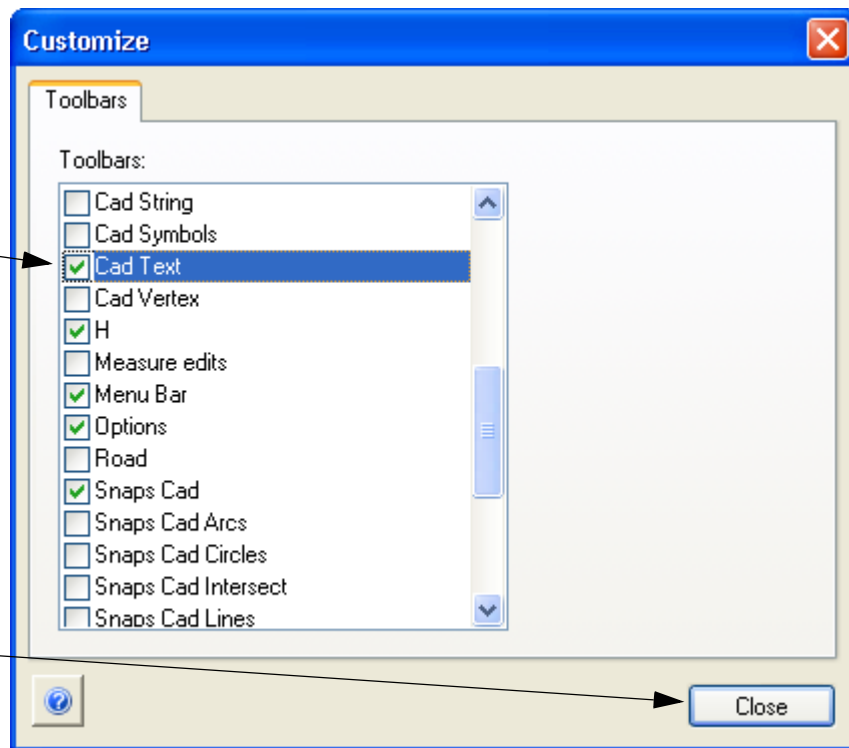 Customize
Toolbars
Toolbars:
Cad String
Cad Symbols
Cad Text
Cad Vertex
H
Measure edits
Menu Bar
Options
Road
Snaps Cad
Snaps Cad Arcs
Snaps Cad Circles
Snaps Cad Intersect
Snaps Cad Lines
?
Close